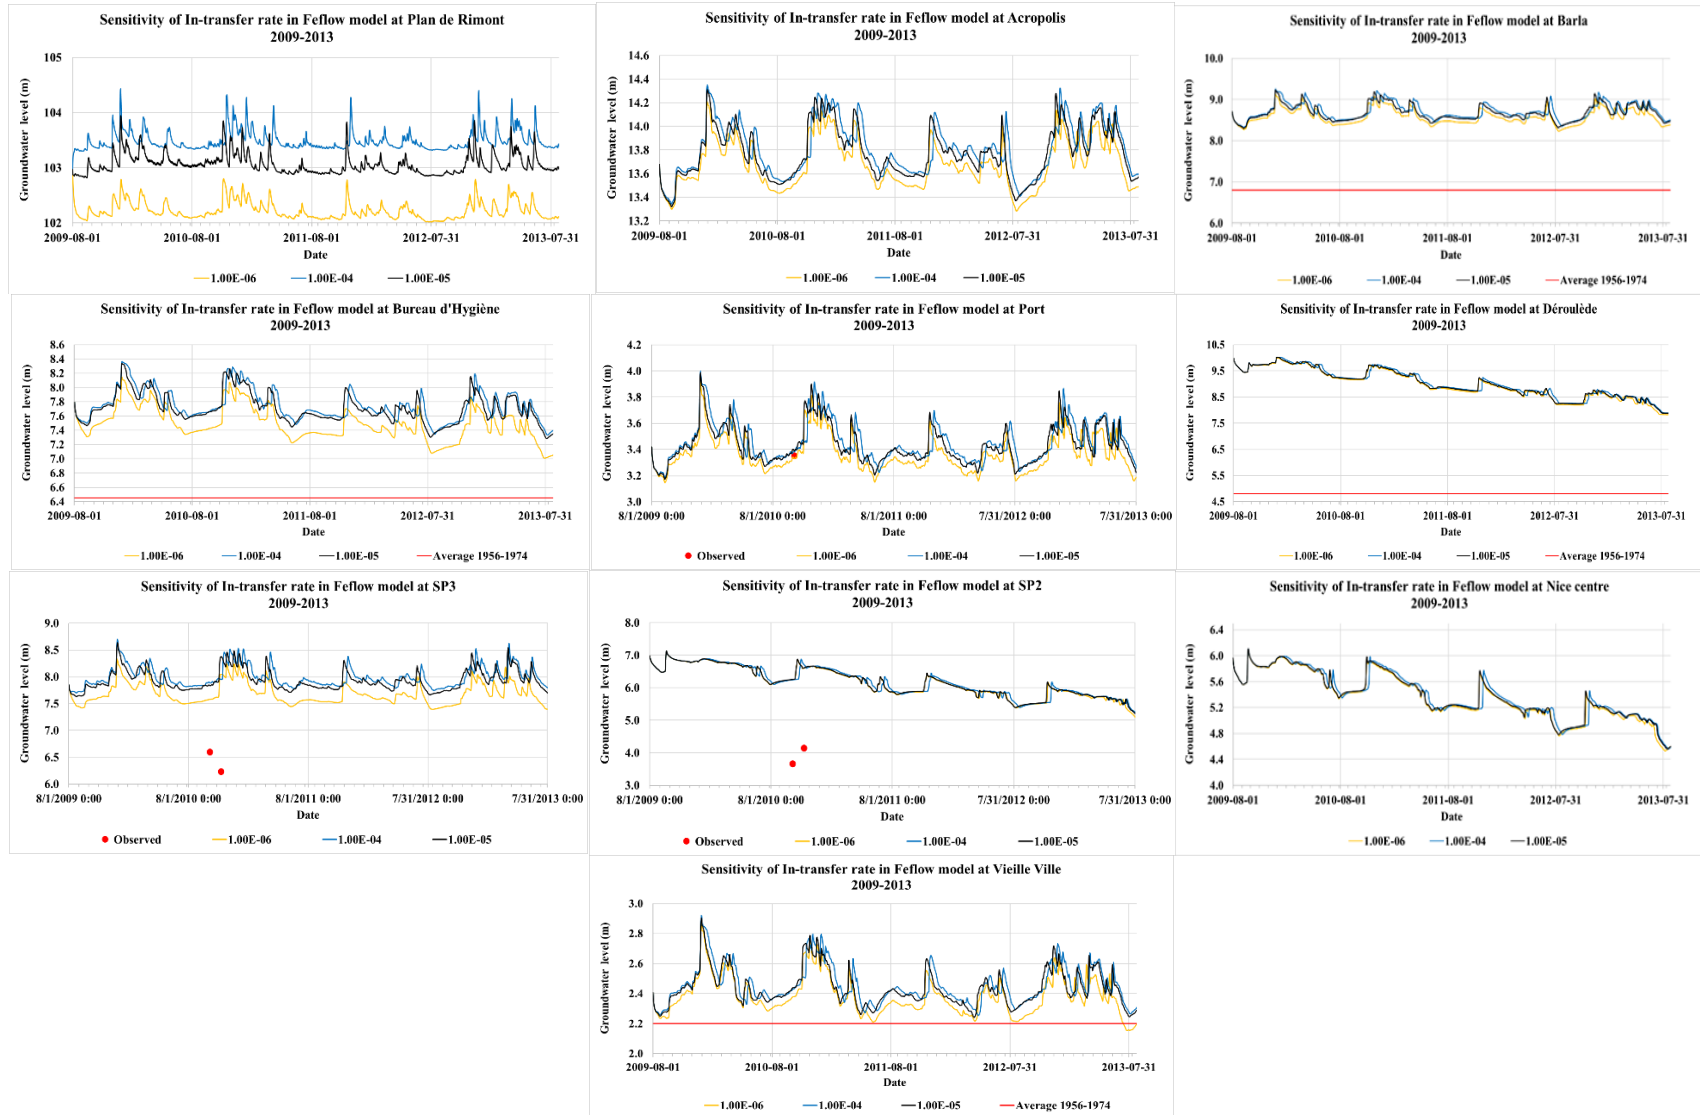 Sensitivity of In-transfer rate in Feflow model at Plan de Rimont
2009-2013
Groundwater level (m)
105
104
103
102
2009-08-01 2010-08-01 2011-08-01 2012-07-31 2013-07-31
Date
1.00E-06 1.00E-04 1.00E-05
Sensitivity of In-transfer rate in Feflow model at Acropolis
2009-2013
Groundwater level (m)
14.6
14.4
14.2
14.0
13.8
13.6
13.4
13.2
2009-08-01 2010-08-01 2011-08-01 2012-07-31 2013-07-31
Date
1.00E-06 1.00E-04 1.00E-05
Sensitivity of In-transfer rate in Feflow model at Barla
2009-2013
Groundwater level (m)
10.0
9.0
8.0
7.0
6.0
2009-08-01 2010-08-01 2011-08-01 2012-07-31 2013-07-31
Date
1.00E-06 1.00E-04 1.00E-05 Average 1956-1974
Sensitivity of In-transfer rate in Feflow model at Bureau d'Hygiène
2009-2013
Groundwater level (m)
8.6
8.4
8.2
8.0
7.8
7.6
7.4
7.2
7.0
6.8
6.6
6.4
2009-08-01 2010-08-01 2011-08-01 2012-07-31 2013-07-31
Date
1.00E-06 1.00E-04 1.00E-05 Average 1956-1974
Sensitivity of In-transfer rate in Feflow model at Port
2009-2013
Groundwater level (m)
4.2
4.0
3.8
3.6
3.4
3.2
3.0
8/1/2009 0:00 8/1/2010 0:00 8/1/2011 0:00 7/31/2012 0:00 7/31/2013 0:00
Date
Observed 1.00E-06 1.00E-04 1.00E-05
Sensitivity of In-transfer rate in Feflow model at Déroulède
2009-2013
Groundwater level (m)
10.5
9.5
8.5
7.5
6.5
5.5
4.5
2009-08-01 2010-08-01 2011-08-01 2012-07-31 2013-07-31
Date
1.00E-06 1.00E-04 1.00E-05 Average 1956-1974
Sensitivity of In-transfer rate in Feflow model at SP3
2009-2013
Groundwater level (m)
9.0
8.5
8.0
7.5
7.0
6.5
6.0
8/1/2009 0:00 8/1/2010 0:00 8/1/2011 0:00 7/31/2012 0:00 7/31/2013 0:00
Date
Observed 1.00E-06 1.00E-04 1.00E-05
Sensitivity of In-transfer rate in Feflow model at SP2
2009-2013
Groundwater level (m)
8.0
7.0
6.0
5.0
4.0
3.0
8/1/2009 0:00 8/1/2010 0:00 8/1/2011 0:00 7/31/2012 0:00 7/31/2013 0:00
Date
Observed 1.00E-06 1.00E-04 1.00E-05
Sensitivity of In-transfer rate in Feflow model at Nice centre
2009-2013
Groundwater level (m)
6.4
6.0
5.6
5.2
4.8
4.4
4.0
2009-08-01 2010-08-01 2011-08-01 2012-07-31 2013-07-31
Date
1.00E-06 1.00E-04 1.00E-05
Sensitivity of In-transfer rate in Feflow model at Vieille Ville
2009-2013
Groundwater level (m)
3.0
2.8
2.6
2.4
2.2
2.0
2009-08-01 2010-08-01 2011-08-01 2012-07-31 2013-07-31
Date
1.00E-06 1.00E-04 1.00E-05 Average 1956-1974